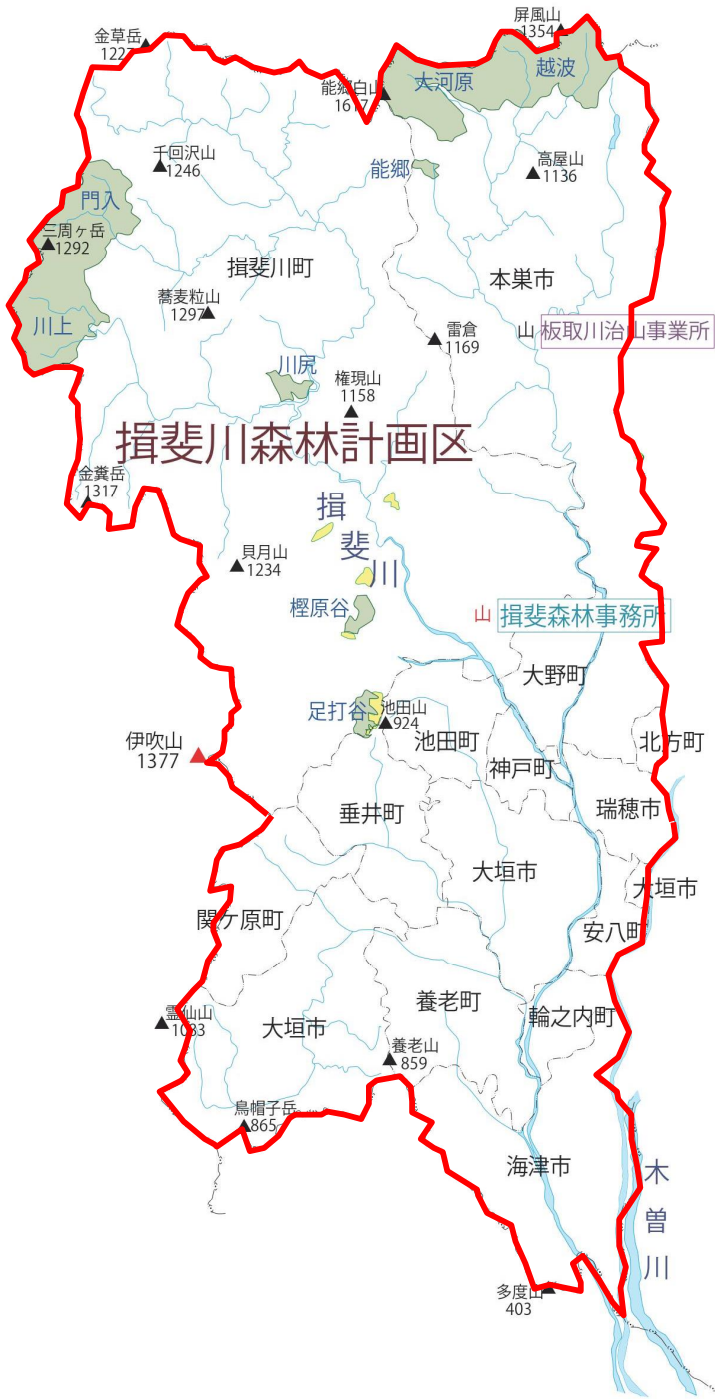 屏風山
1354
金草岳
1227
越波
大河原
能郷白山
1617
千回沢山
1246
能郷
高屋山
1136
門入
三周ヶ岳
1292
揖斐川町
本巣市
蕎麦粒山
1297
川上
雷倉
1169
山 板取川治山事業所
川尻
権現山
1158
揖斐川森林計画区
金糞岳
1317
揖
斐
川
貝月山
1234
樫原谷
山 揖斐森林事務所
大野町
足打谷
池田山
924
池田町
北方町
伊吹山
1377
神戸町
瑞穂市
垂井町
大垣市
大垣市
関ケ原町
安八町
養老町
輪之内町
霊仙山
1083
大垣市
養老山
859
烏帽子岳
865
海津市
木
曽
川
多度山
403